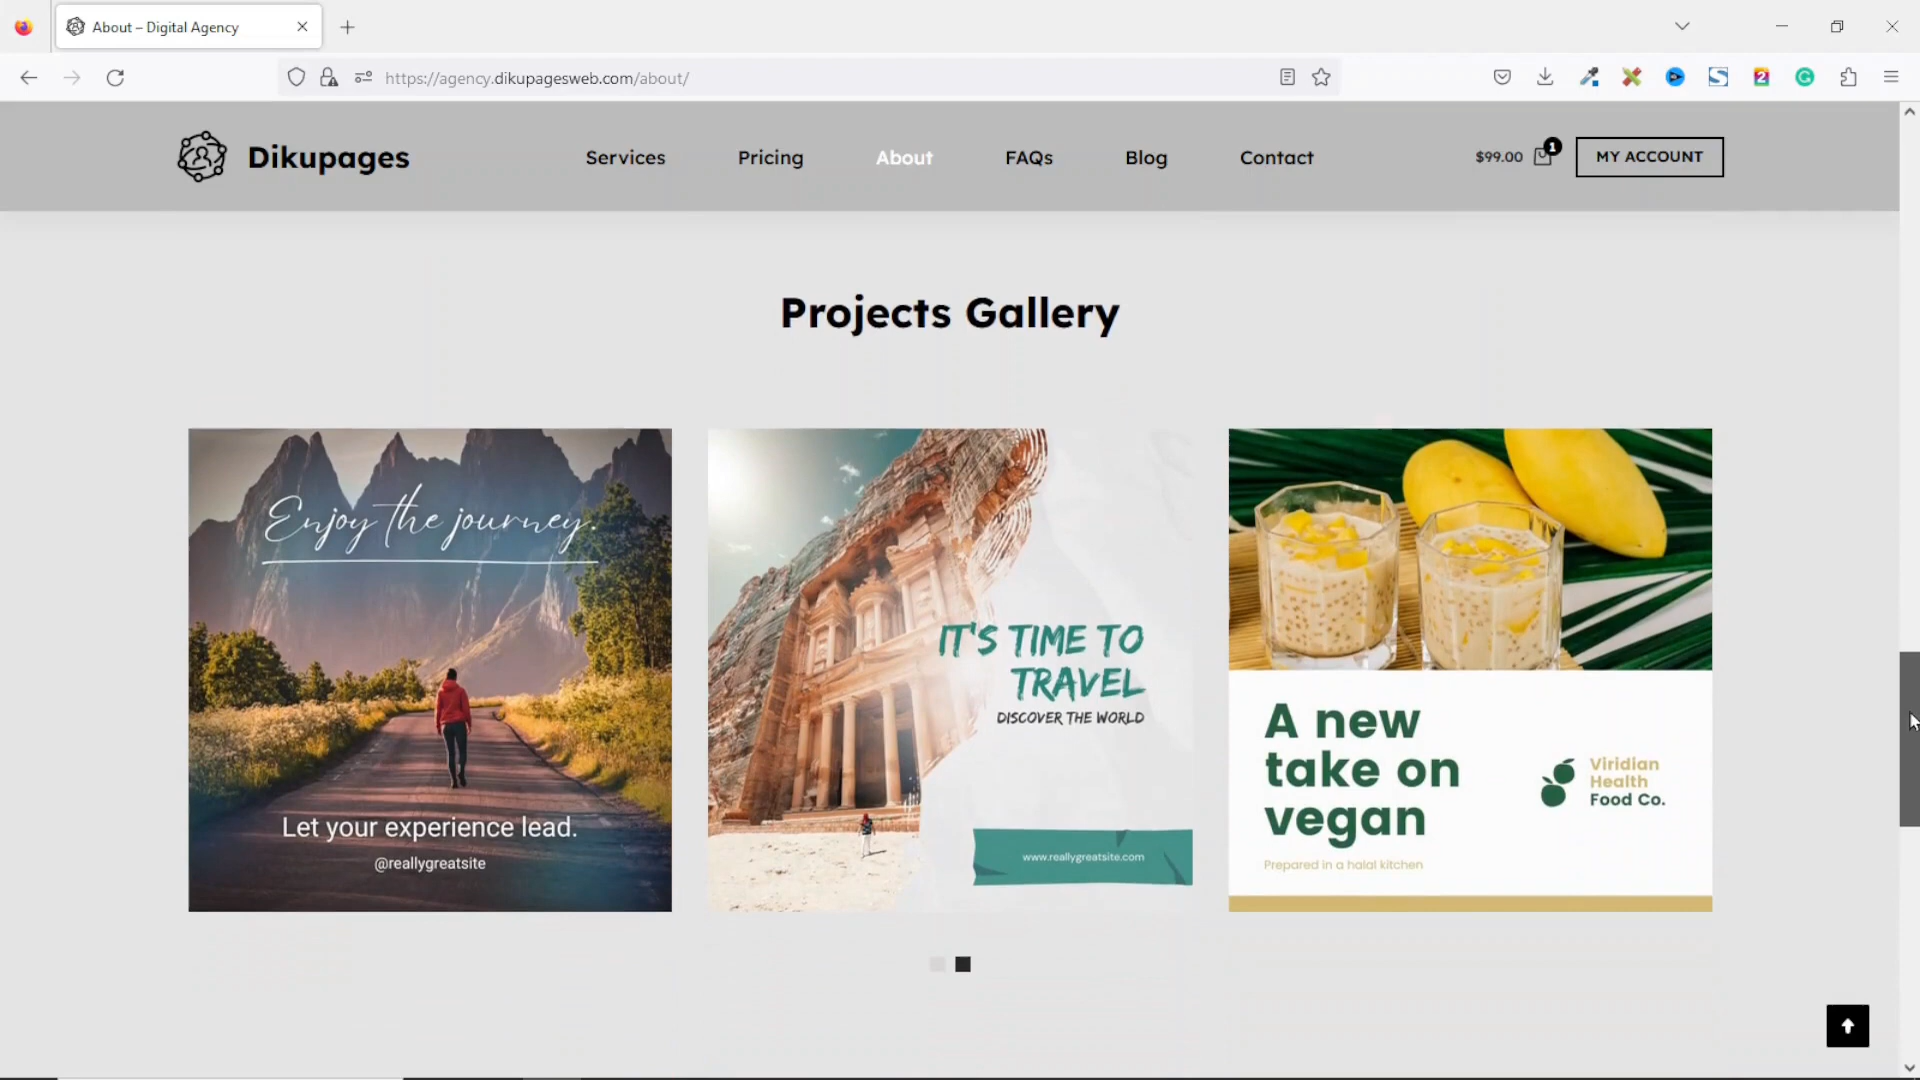 About – Digital Agency
https://agency.dikupagesweb.com/about/
Dikupages
Services
Pricing
About
FAQs
Blog
Contact
$99.00
1
MY ACCOUNT
Projects Gallery
Enjoy the journey.
Let your experience lead.
@reallygreatsite
IT'S TIME TO
TRAVEL
DISCOVER THE WORLD
www.reallygreatsite.com
A new
take on
vegan
Prepared in a halal kitchen
Viridian
Health
Food Co.